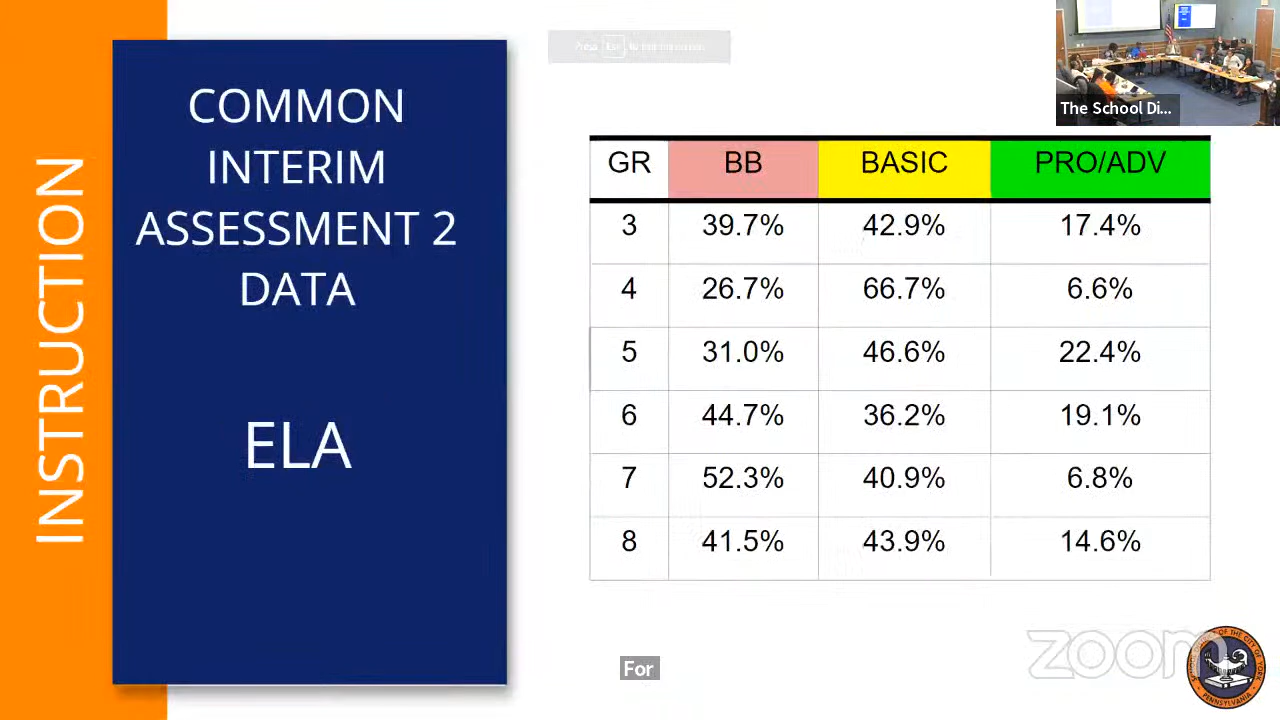 INSTRUCTION
COMMON
INTERIM
ASSESSMENT 2
DATA
ELA
The School Di...
GR BB BASIC PRO/ADV
3 39.7% 42.9% 17.4%
4 26.7% 66.7% 6.6%
5 31.0% 46.6% 22.4%
6 44.7% 36.2% 19.1%
7 52.3% 40.9% 6.8%
8 41.5% 43.9% 14.6%
For
zoom
PENNSYLVANIA